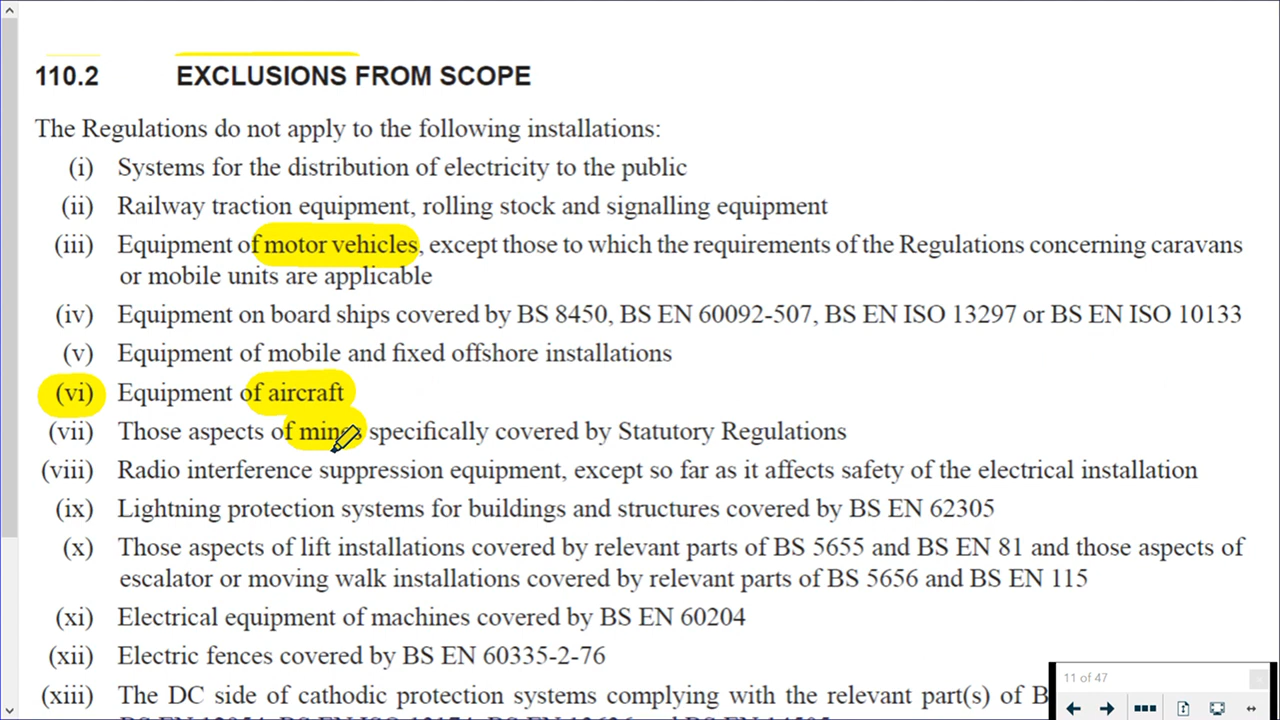 110.2 EXCLUSIONS FROM SCOPE
The Regulations do not apply to the following installations:
(i) Systems for the distribution of electricity to the public
(ii) Railway traction equipment, rolling stock and signalling equipment
(iii) Equipment of motor vehicles, except those to which the requirements of the Regulations concerning caravans
or mobile units are applicable
(iv) Equipment on board ships covered by BS 8450, BS EN 60092-507, BS EN ISO 13297 or BS EN ISO 10133
(v) Equipment of mobile and fixed offshore installations
(vi) Equipment of aircraft
(vii) Those aspects of mines specifically covered by Statutory Regulations
(viii) Radio interference suppression equipment, except so far as it affects safety of the electrical installation
(ix) Lightning protection systems for buildings and structures covered by BS EN 62305
(x) Those aspects of lift installations covered by relevant parts of BS 5655 and BS EN 81 and those aspects of
escalator or moving walk installations covered by relevant parts of BS 5656 and BS EN 115
(xi) Electrical equipment of machines covered by BS EN 60204
(xii) Electric fences covered by BS EN 60335-2-76
(xiii) The DC side of cathodic protection systems complying with the relevant part(s) of
11 of 47